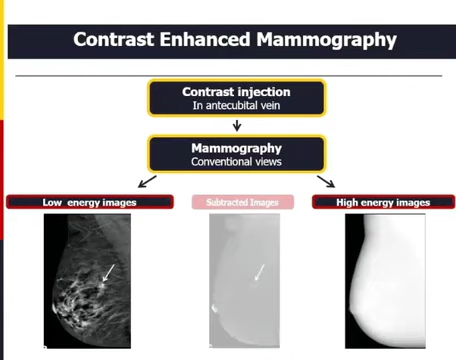 Contrast Enhanced Mammography
Contrast injection
In antecubital vein
Mammography
Conventional views
Low energy images
Subtracted Images
High energy images